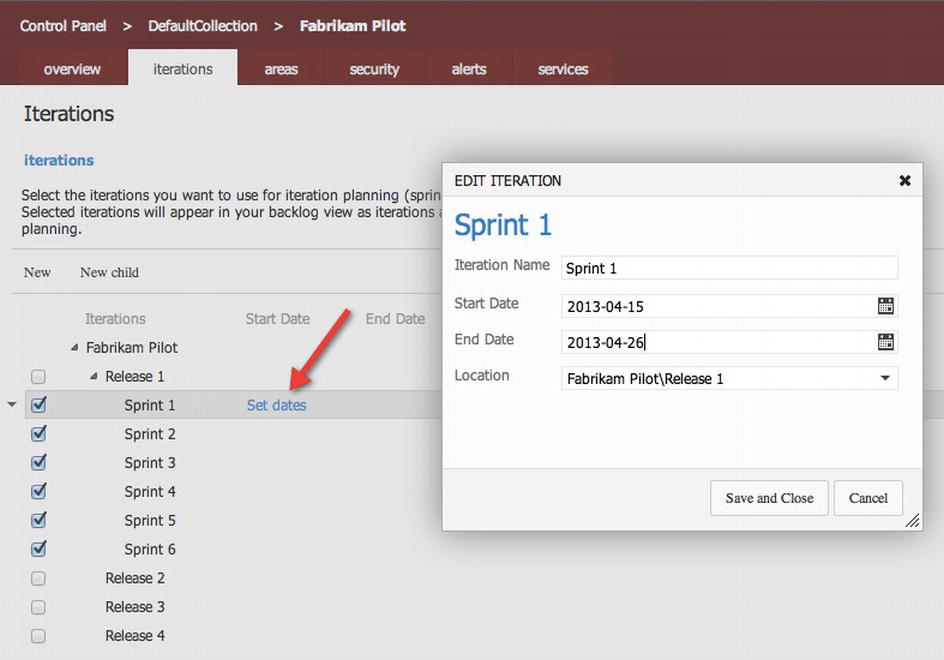 Control Panel > DefaultCollection > Fabrikam Pilot
overview iterations areas security alerts services
Iterations
iterations
Select the iterations you want to use for iteration planning (sprin
Selected iterations will appear in your backlog view as iterations a
planning.
New New child
Iterations Start Date End Date
Fabrikam Pilot
Release 1
Sprint 1 Set dates
Sprint 2
Sprint 3
Sprint 4
Sprint 5
Sprint 6
Release 2
Release 3
Release 4
EDIT ITERATION
Sprint 1
Iteration Name Sprint 1
Start Date 2013-04-15
End Date 2013-04-26
Location Fabrikam Pilot\Release 1
Save and Close Cancel